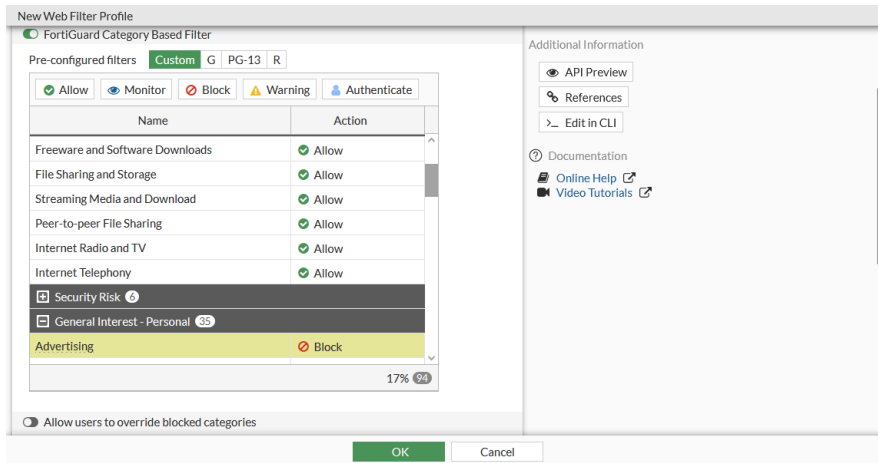 New Web Filter Profile
FortiGuard Category Based Filter
Pre-configured filters Custom G PG-13 R
Allow Monitor Block Warning Authenticate
Name Action
Freeware and Software Downloads Allow
File Sharing and Storage Allow
Streaming Media and Download Allow
Peer-to-peer File Sharing Allow
Internet Radio and TV Allow
Internet Telephony Allow
Security Risk 6
General Interest - Personal 35
Advertising Block
17% 94
Allow users to override blocked categories
Additional Information
API Preview
References
>_ Edit in CLI
Documentation
Online Help
Video Tutorials
OK Cancel